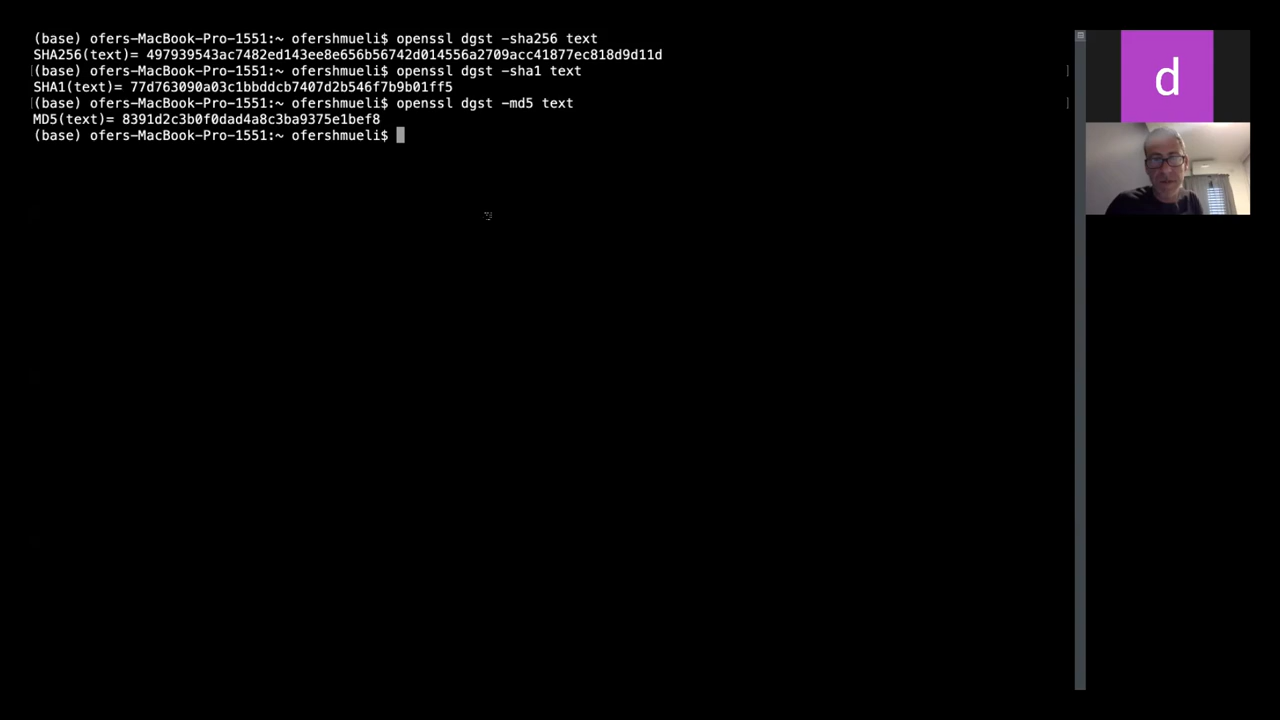 (base) ofers-MacBook-Pro-1551:~ ofershmueli$ openssl dgst -sha256 text
SHA256(text)= 497939543ac7482ed143ee8e656b56742d014556a2709acc41877ec818d9d11d
[(base) ofers-MacBook-Pro-1551:~ ofershmueli$ openssl dgst -sha1 text ]
SHA1(text)= 77d763090a03c1bbddcb7407d2b546f7b9b01ff5
[(base) ofers-MacBook-Pro-1551:~ ofershmueli$ openssl dgst -md5 text ]
MD5(text)= 8391d2c3b0f0dad4a8c3ba9375e1bef8
(base) ofers-MacBook-Pro-1551:~ ofershmueli$
d